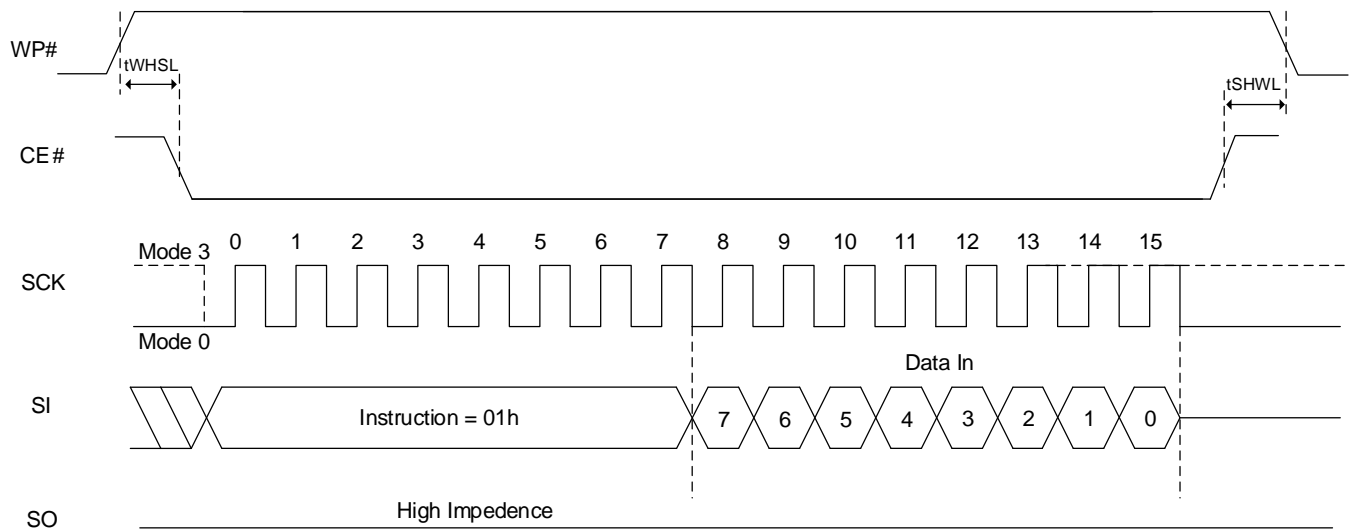 WP#
tWHSL
tSHWL
CE#
0 1 2 3 4 5 6 7 8 9 10 11 12 13 14 15
Mode 3
SCK
Mode 0
Data In
SI
Instruction = 01h
7 6 5 4 3 2 1 0
High Impedence
SO